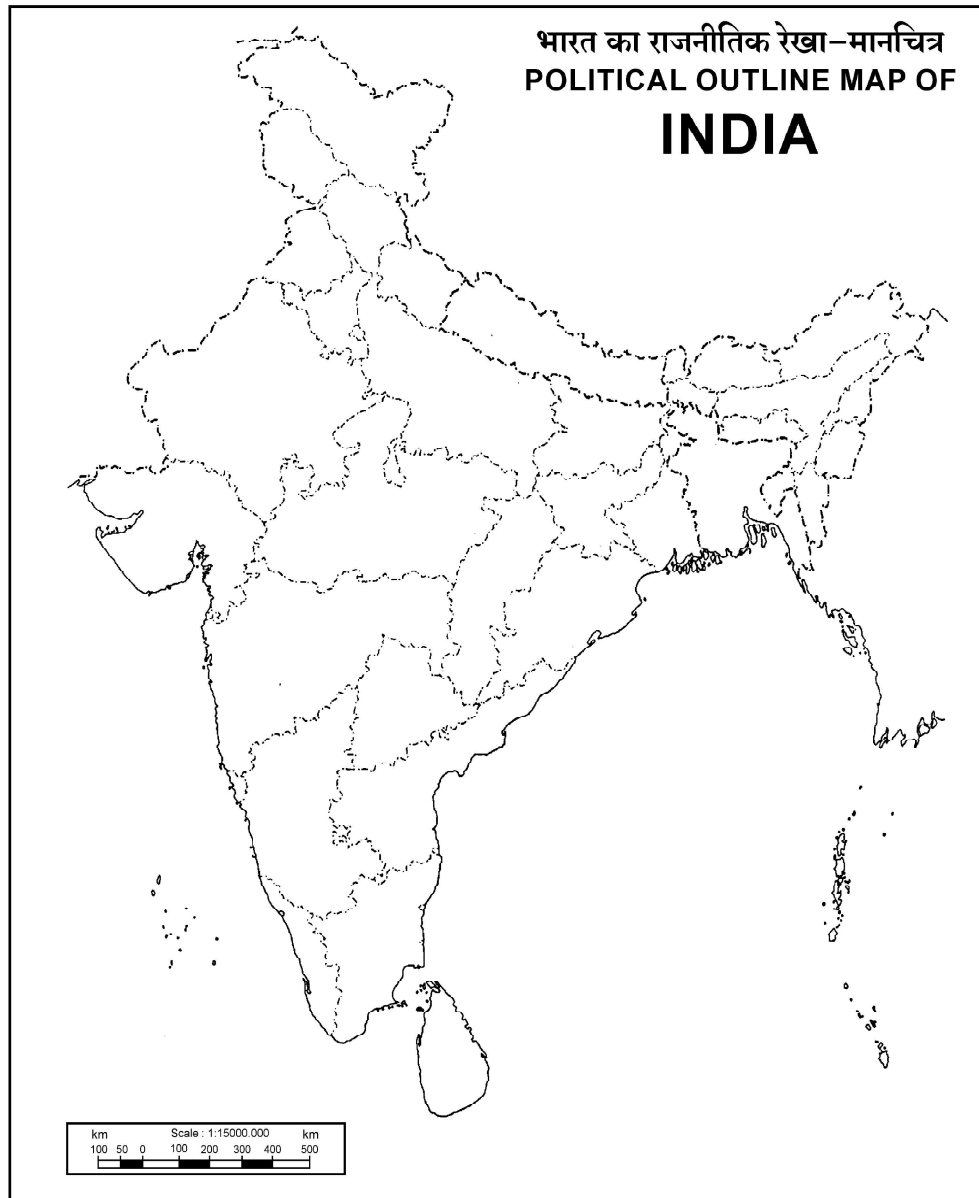 भारत का राजनीतिक रेखा–मानचित्र
POLITICAL OUTLINE MAP OF
INDIA
km Scale : 1:15000.000 km
100 50 0 100 200 300 400 500